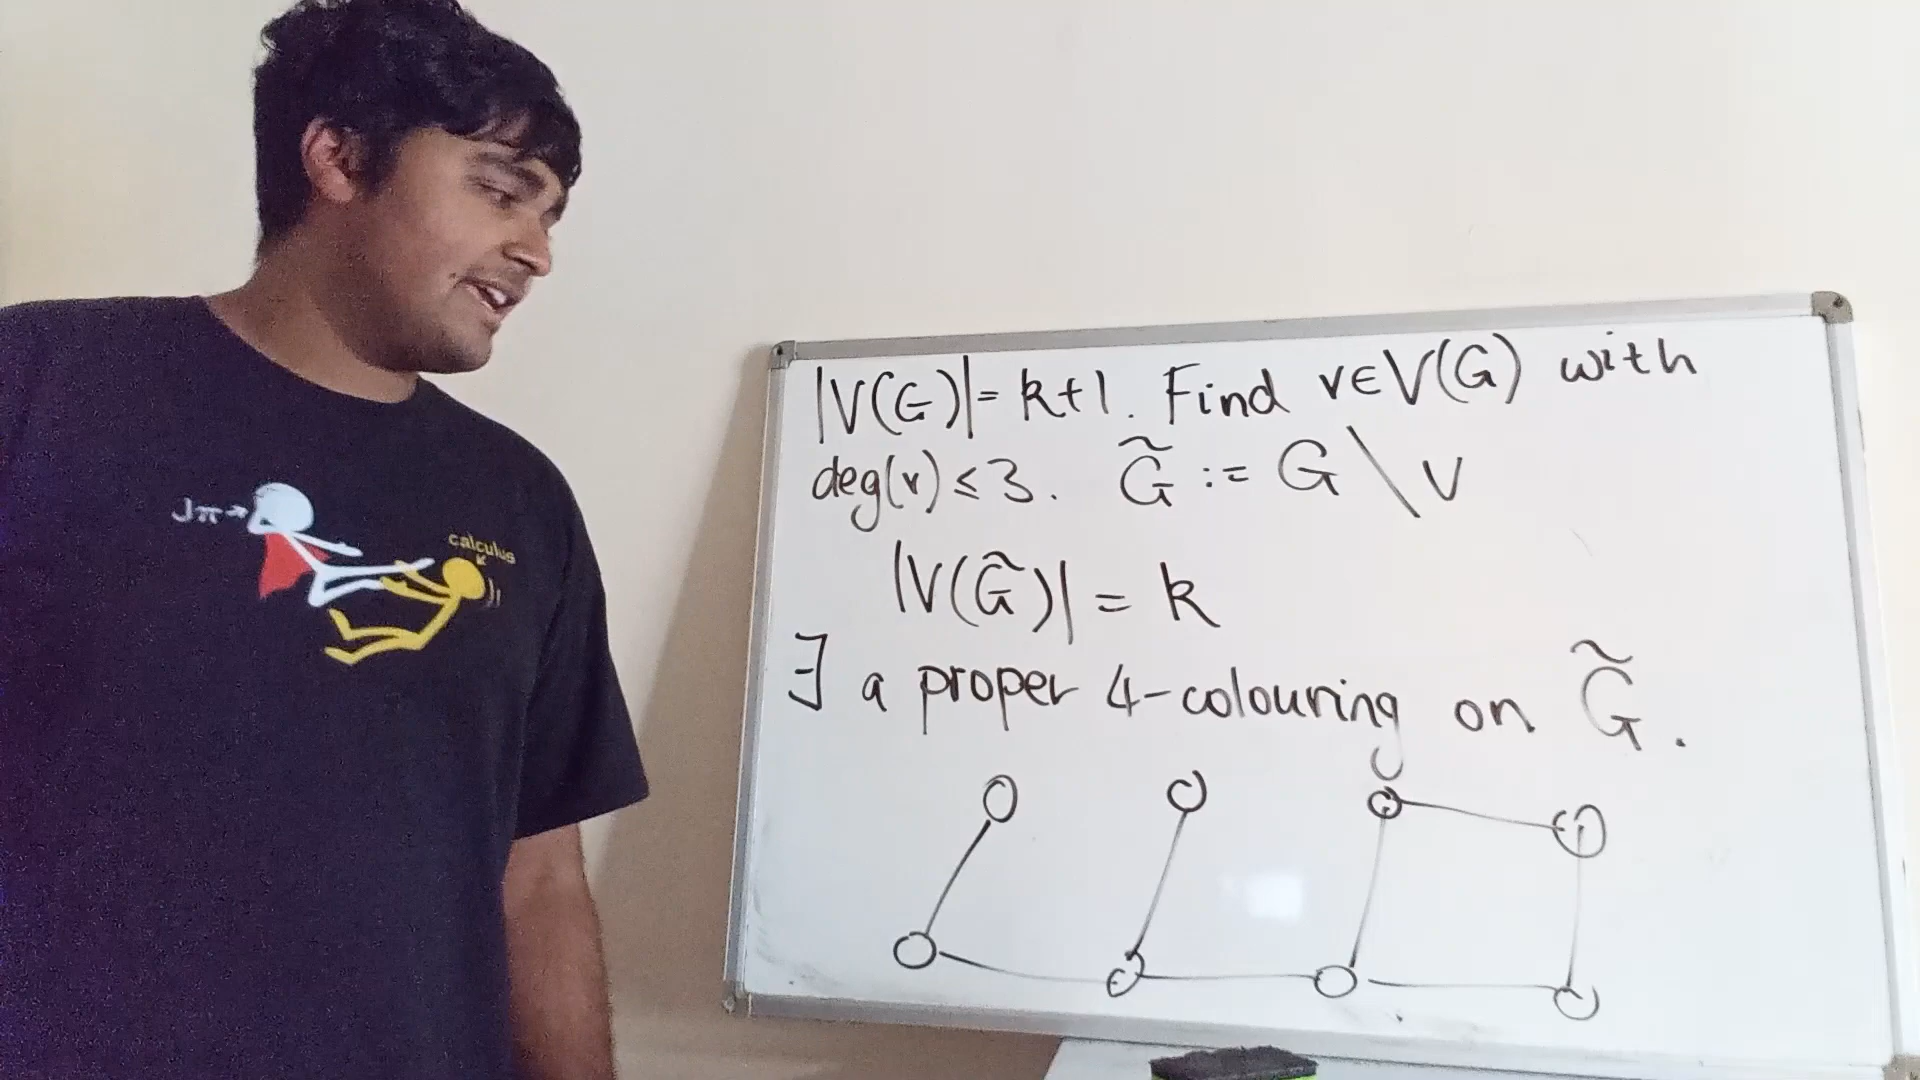 Jπ→
calculus
|V(G)|= k+1. Find v∈V(G) with
deg(v) ≤ 3. G̃ := G \ v
|V(G̃)| = k
∃ a proper 4-colouring on G̃.